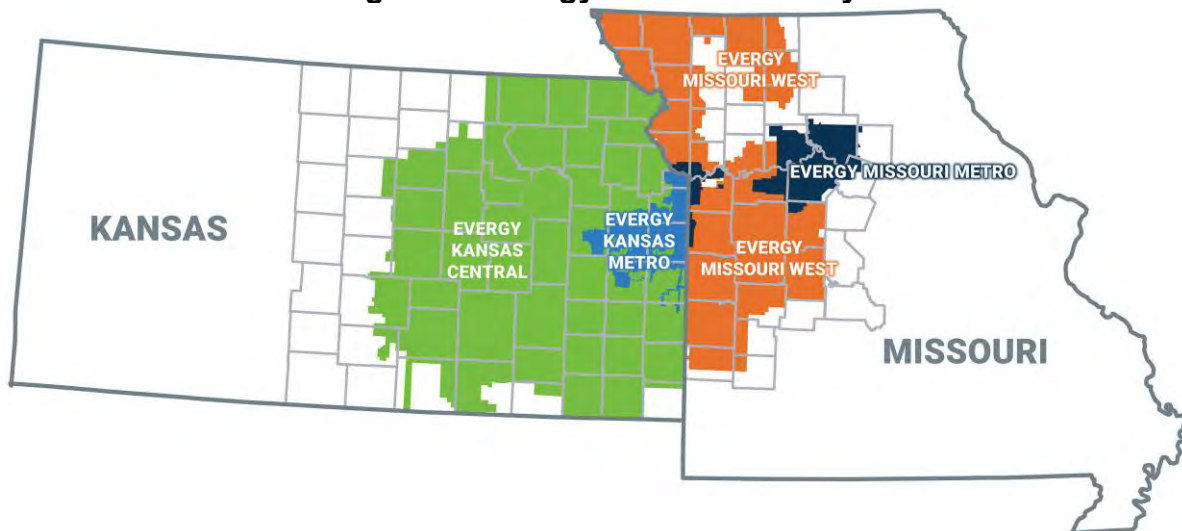 EVERGY
MISSOURI WEST
EVERGY MISSOURI METRO
KANSAS
EVERGY
KANSAS
CENTRAL
EVERGY
KANSAS
METRO
EVERGY
MISSOURI WEST
MISSOURI